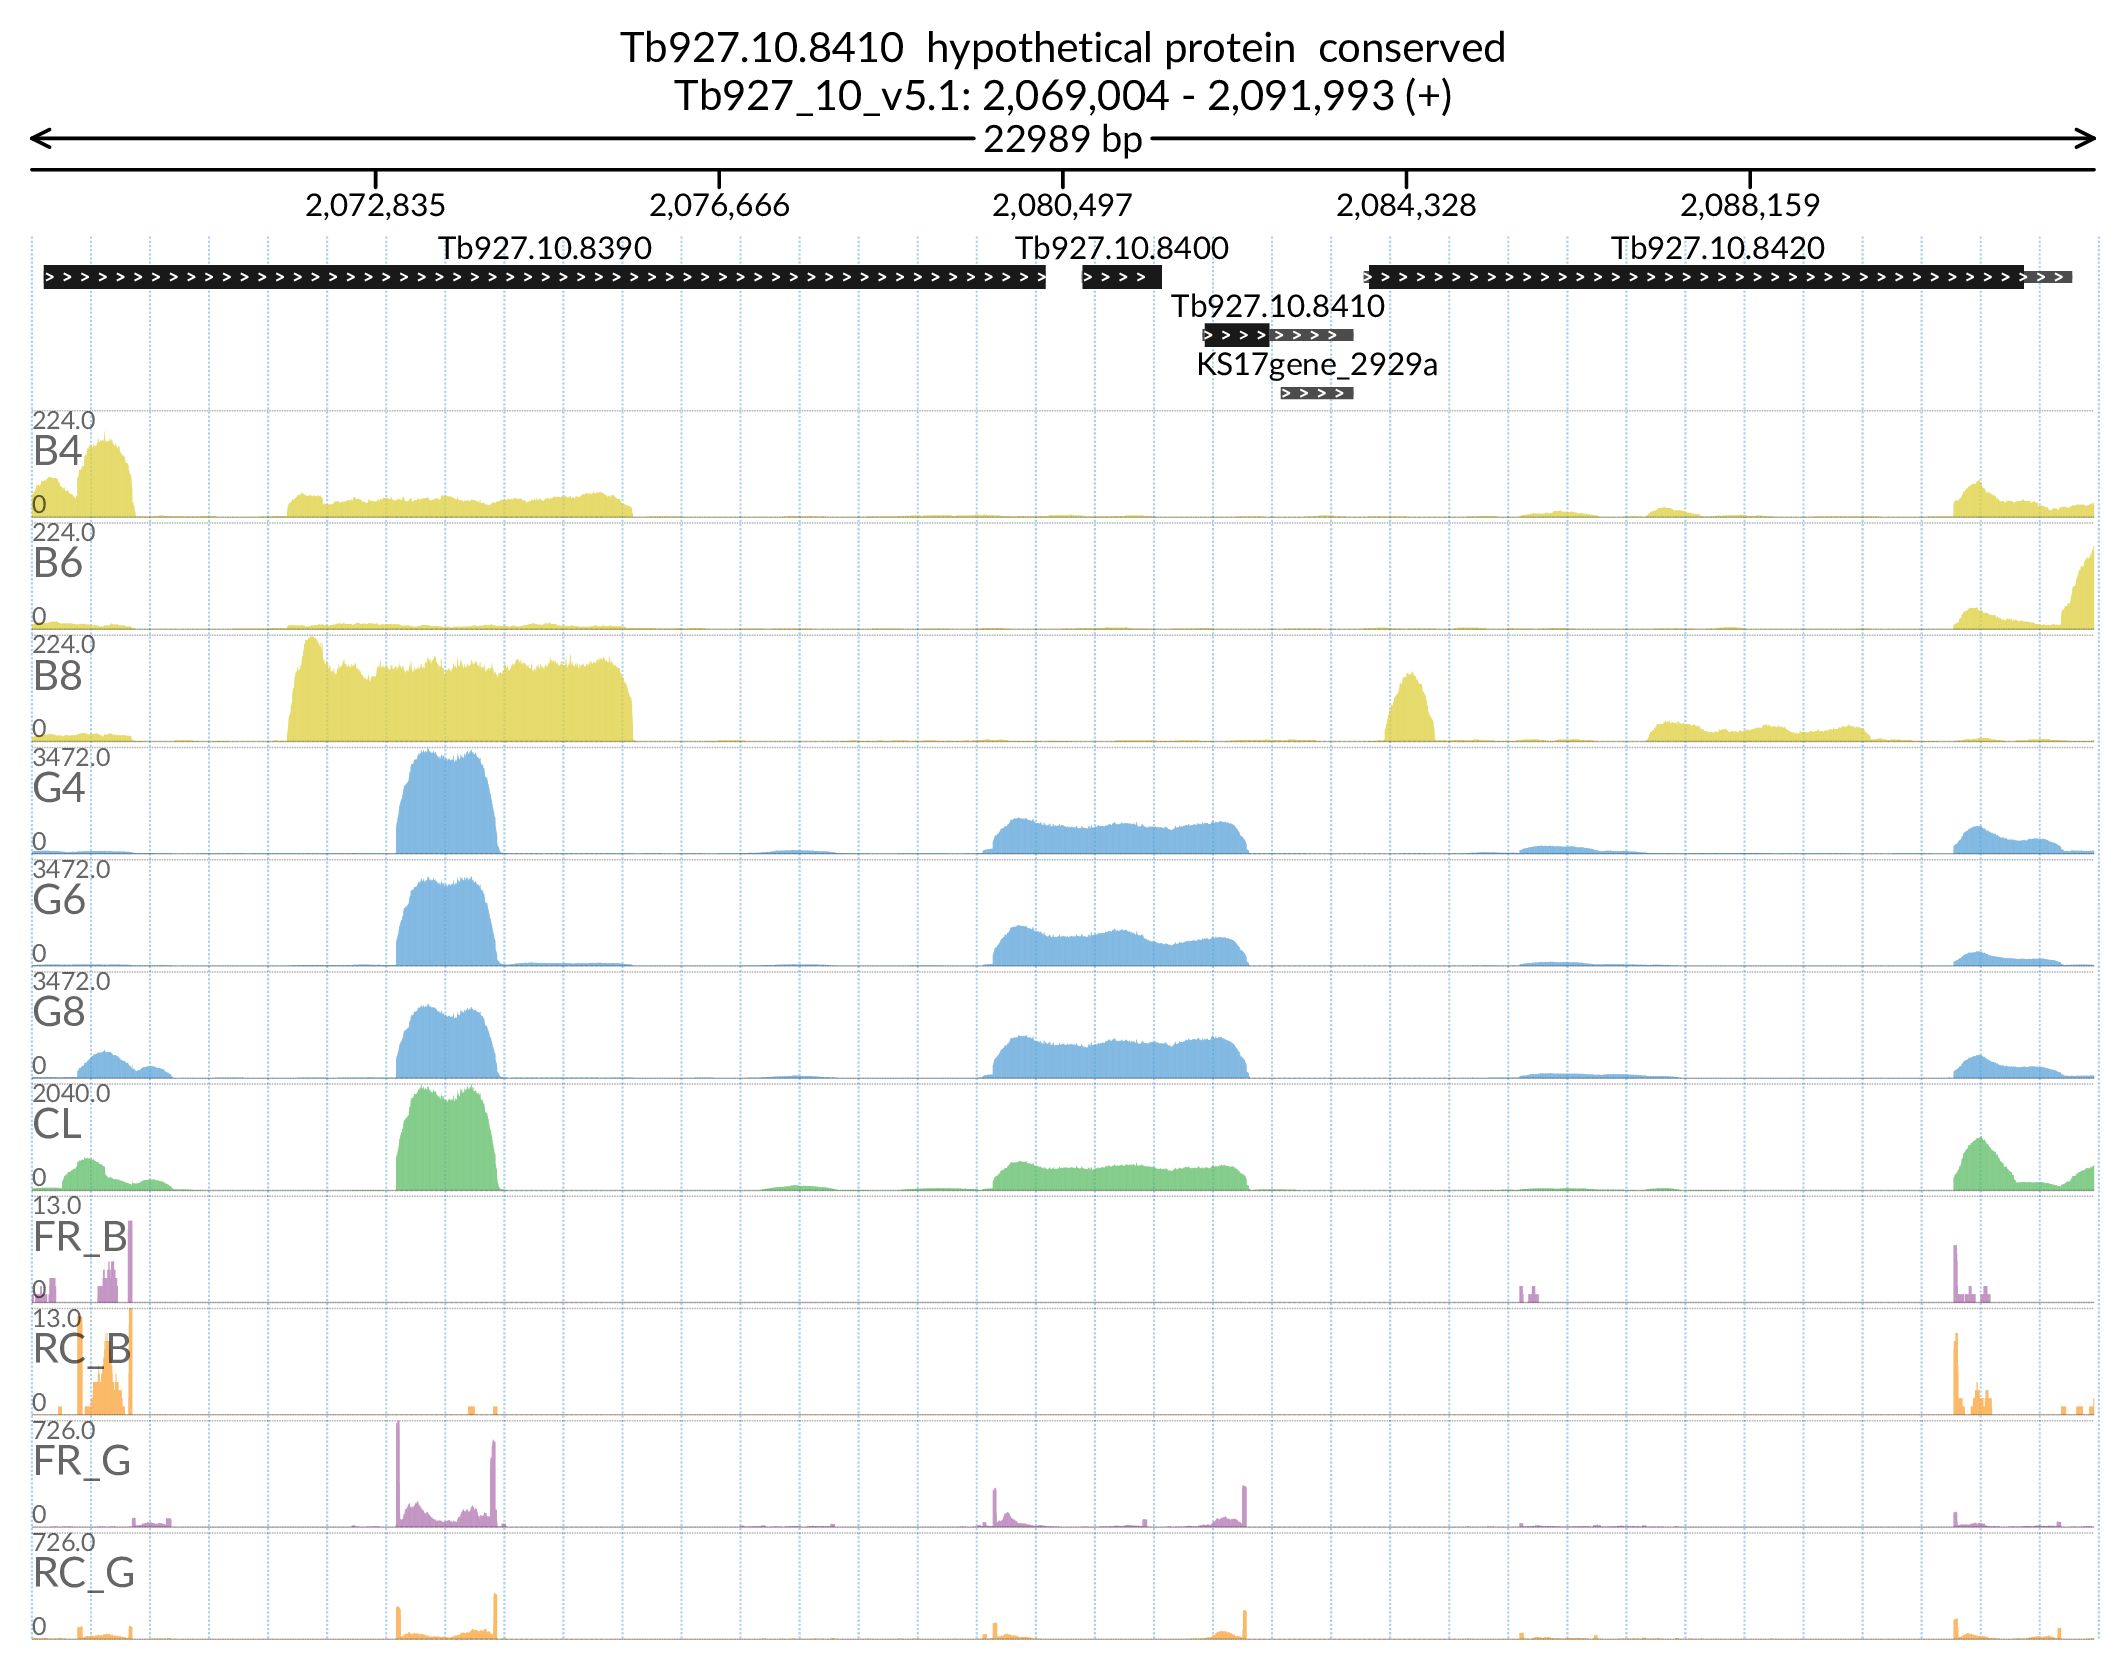 Tb927.10.8410  hypothetical protein  conserved
Tb927_10_v5.1: 2,069,004 - 2,091,993 (+)
22989 bp
2,072,835 2,076,666 2,080,497 2,084,328 2,088,159
Tb927.10.8390 Tb927.10.8400 Tb927.10.8420
Tb927.10.8410
KS17gene_2929a
224.0
B4
0
224.0
B6
0
224.0
B8
0
3472.0
G4
0
3472.0
G6
0
3472.0
G8
0
2040.0
CL
0
13.0
FR_B
0
13.0
RC_B
0
726.0
FR_G
0
726.0
RC_G
0